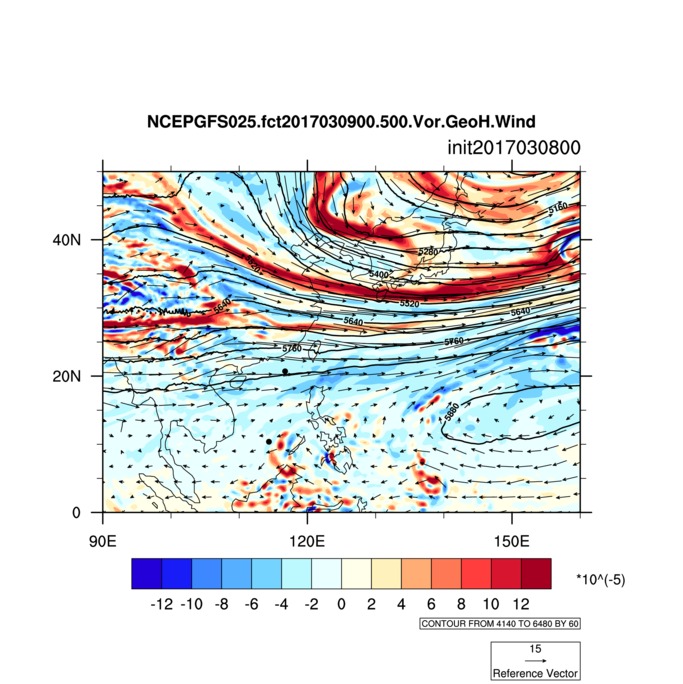 NCEPGFS025.fct2017030900.500.Vor.GeoH.Wind
init2017030800
5160
40N
5280
5400
5520
5640
5640
5640
5760
5760
20N
5880
0
90E 120E 150E
-12 -10 -8 -6 -4 -2 0 2 4 6 8 10 12
*10^(-5)
CONTOUR FROM 4140 TO 6480 BY 60
15
Reference Vector